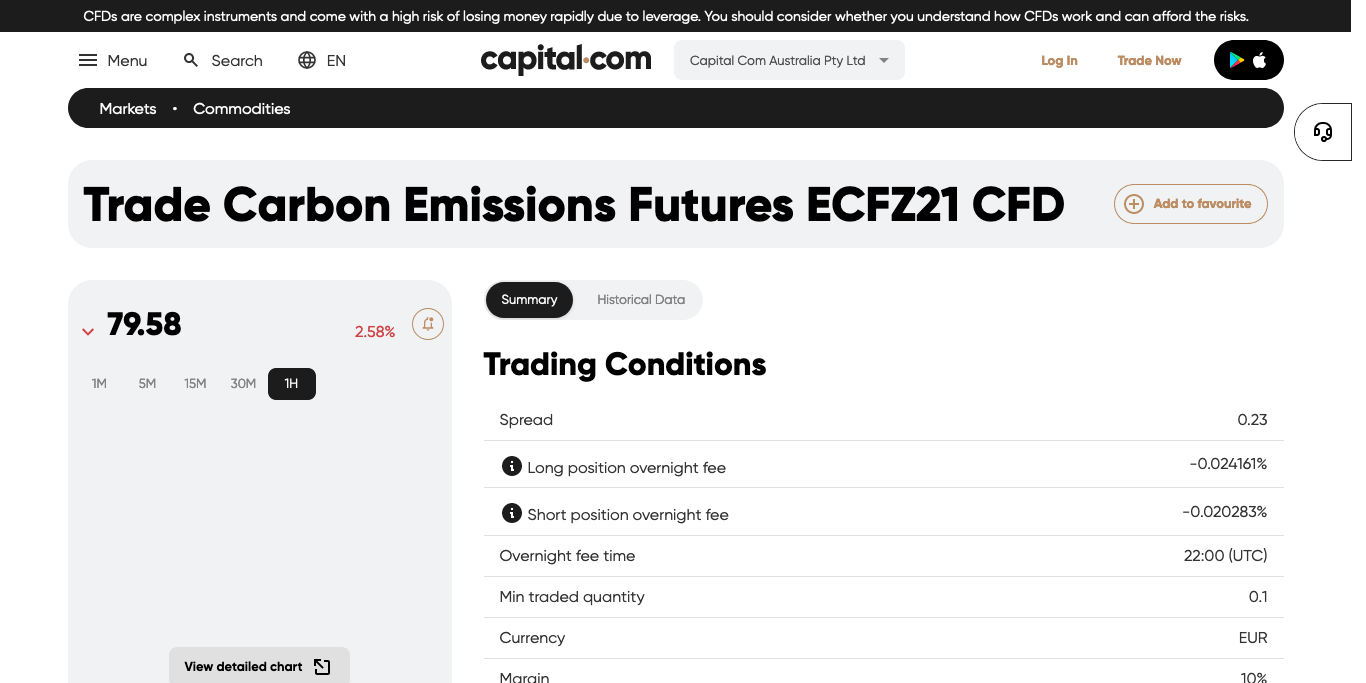 CFDs are complex instruments and come with a high risk of losing money rapidly due to leverage. You should consider whether you understand how CFDs work and can afford the risks.
Menu Search EN capital.com Capital Com Australia Pty Ltd Log In Trade Now
Markets • Commodities
Trade Carbon Emissions Futures ECFZ21 CFD Add to favourite
79.58 2.58%
1M 5M 15M 30M 1H
View detailed chart
Summary Historical Data
Trading Conditions
Spread 0.23
Long position overnight fee -0.024161%
Short position overnight fee -0.020283%
Overnight fee time 22:00 (UTC)
Min traded quantity 0.1
Currency EUR
Margin 10%